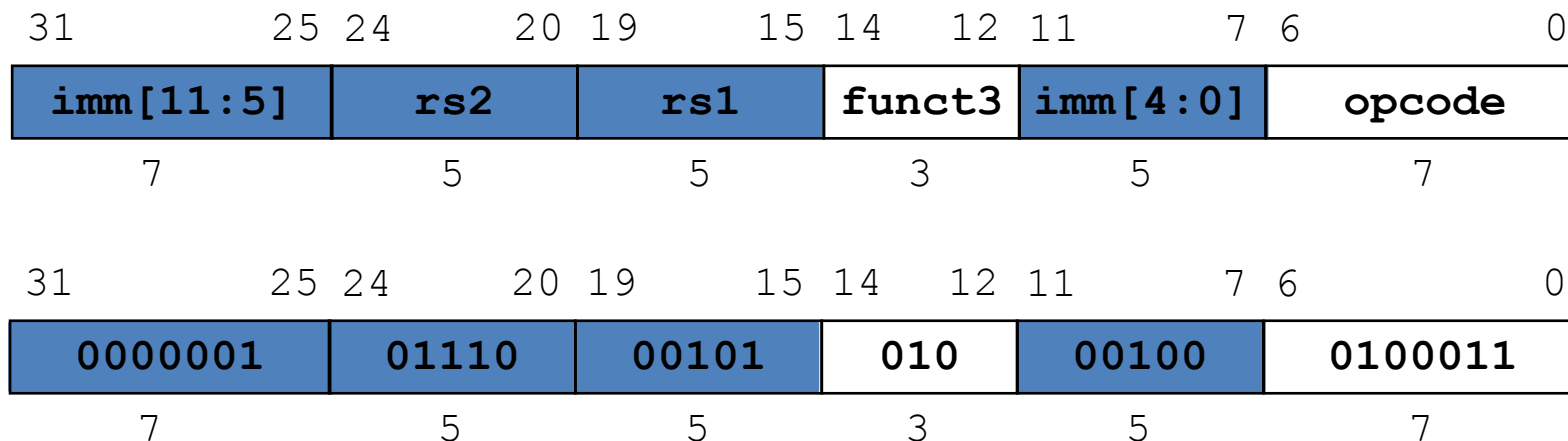 31 25 24 20 19 15 14 12 11 7 6 0
imm[11:5] rs2 rs1 funct3 imm[4:0] opcode
7 5 5 3 5 7
31 25 24 20 19 15 14 12 11 7 6 0
0000001 01110 00101 010 00100 0100011
7 5 5 3 5 7